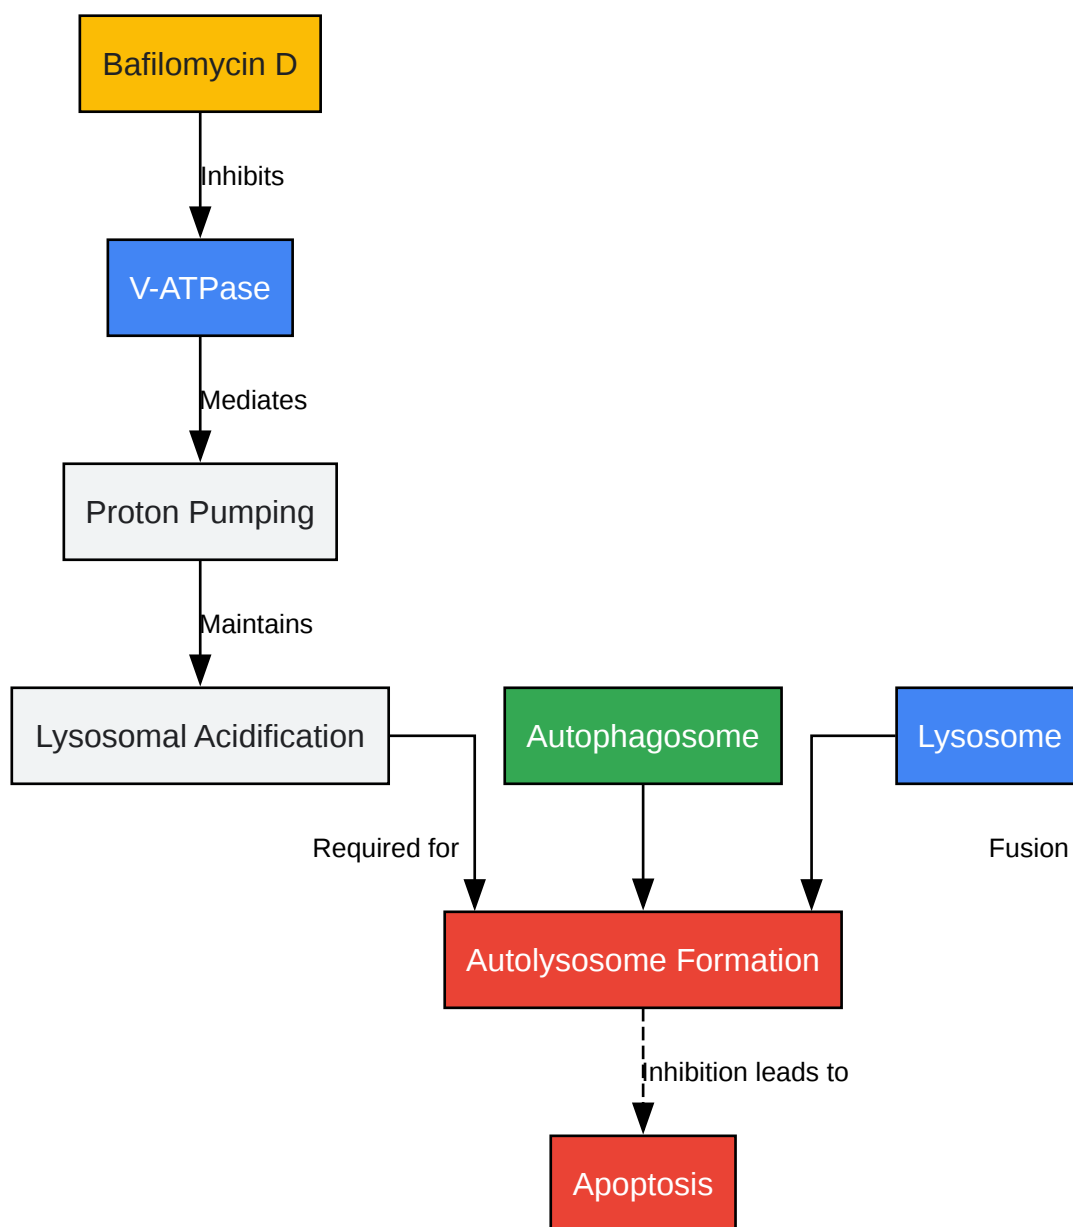 Bafilomycin D
Inhibits
V-ATPase
Mediates
Proton Pumping
Maintains
Lysosomal Acidification
Autophagosome
Lysosome
Required for
Fusion
Autolysosome Formation
Inhibition leads to
Apoptosis